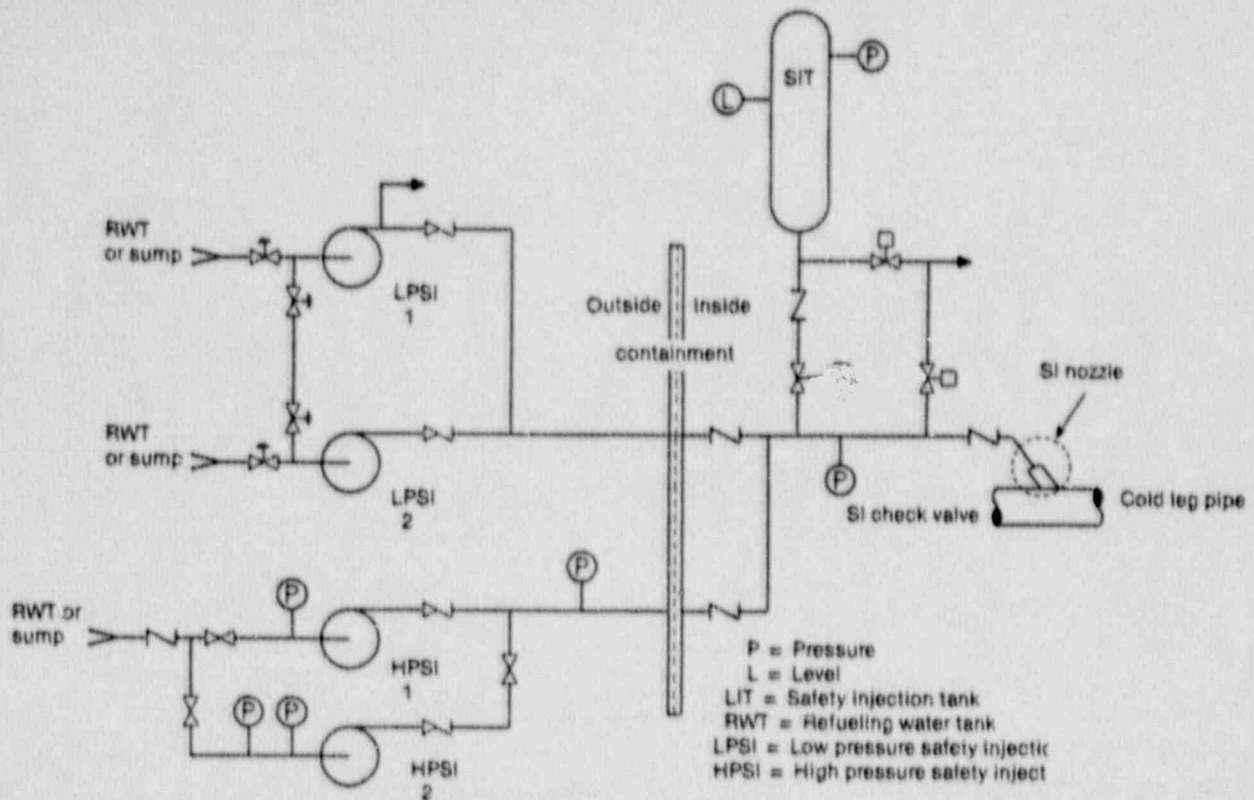 SIT
P
L
RWT
or sump
LPSI
1
Outside
Inside
containment
SI nozzle
RWT
or sump
LPSI
2
P
SI check valve
Cold leg pipe
P
P
RWT or
sump
HPSI
1
P
P
HPSI
2
P = Pressure
L = Level
LIT = Safety injection tank
RWT = Refueling water tank
LPSI = Low pressure safety injectic
HPSI = High pressure safety inject